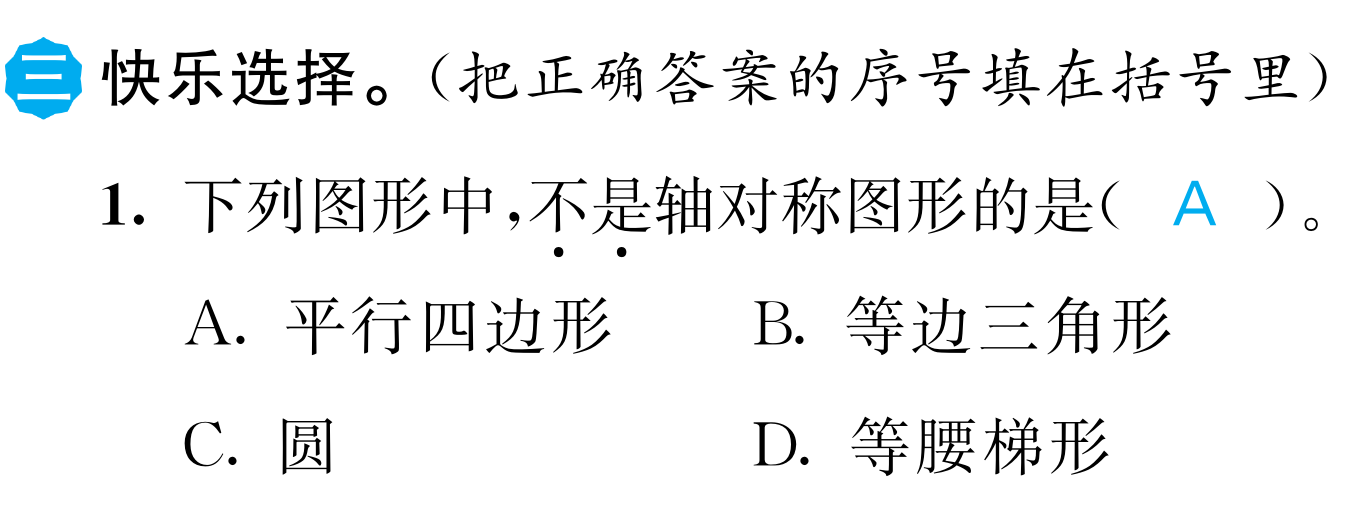 三 快乐选择。(把正确答案的序号填在括号里)
1. 下列图形中,不是轴对称图形的是( A )。
A. 平行四边形 B. 等边三角形
C. 圆 D. 等腰梯形